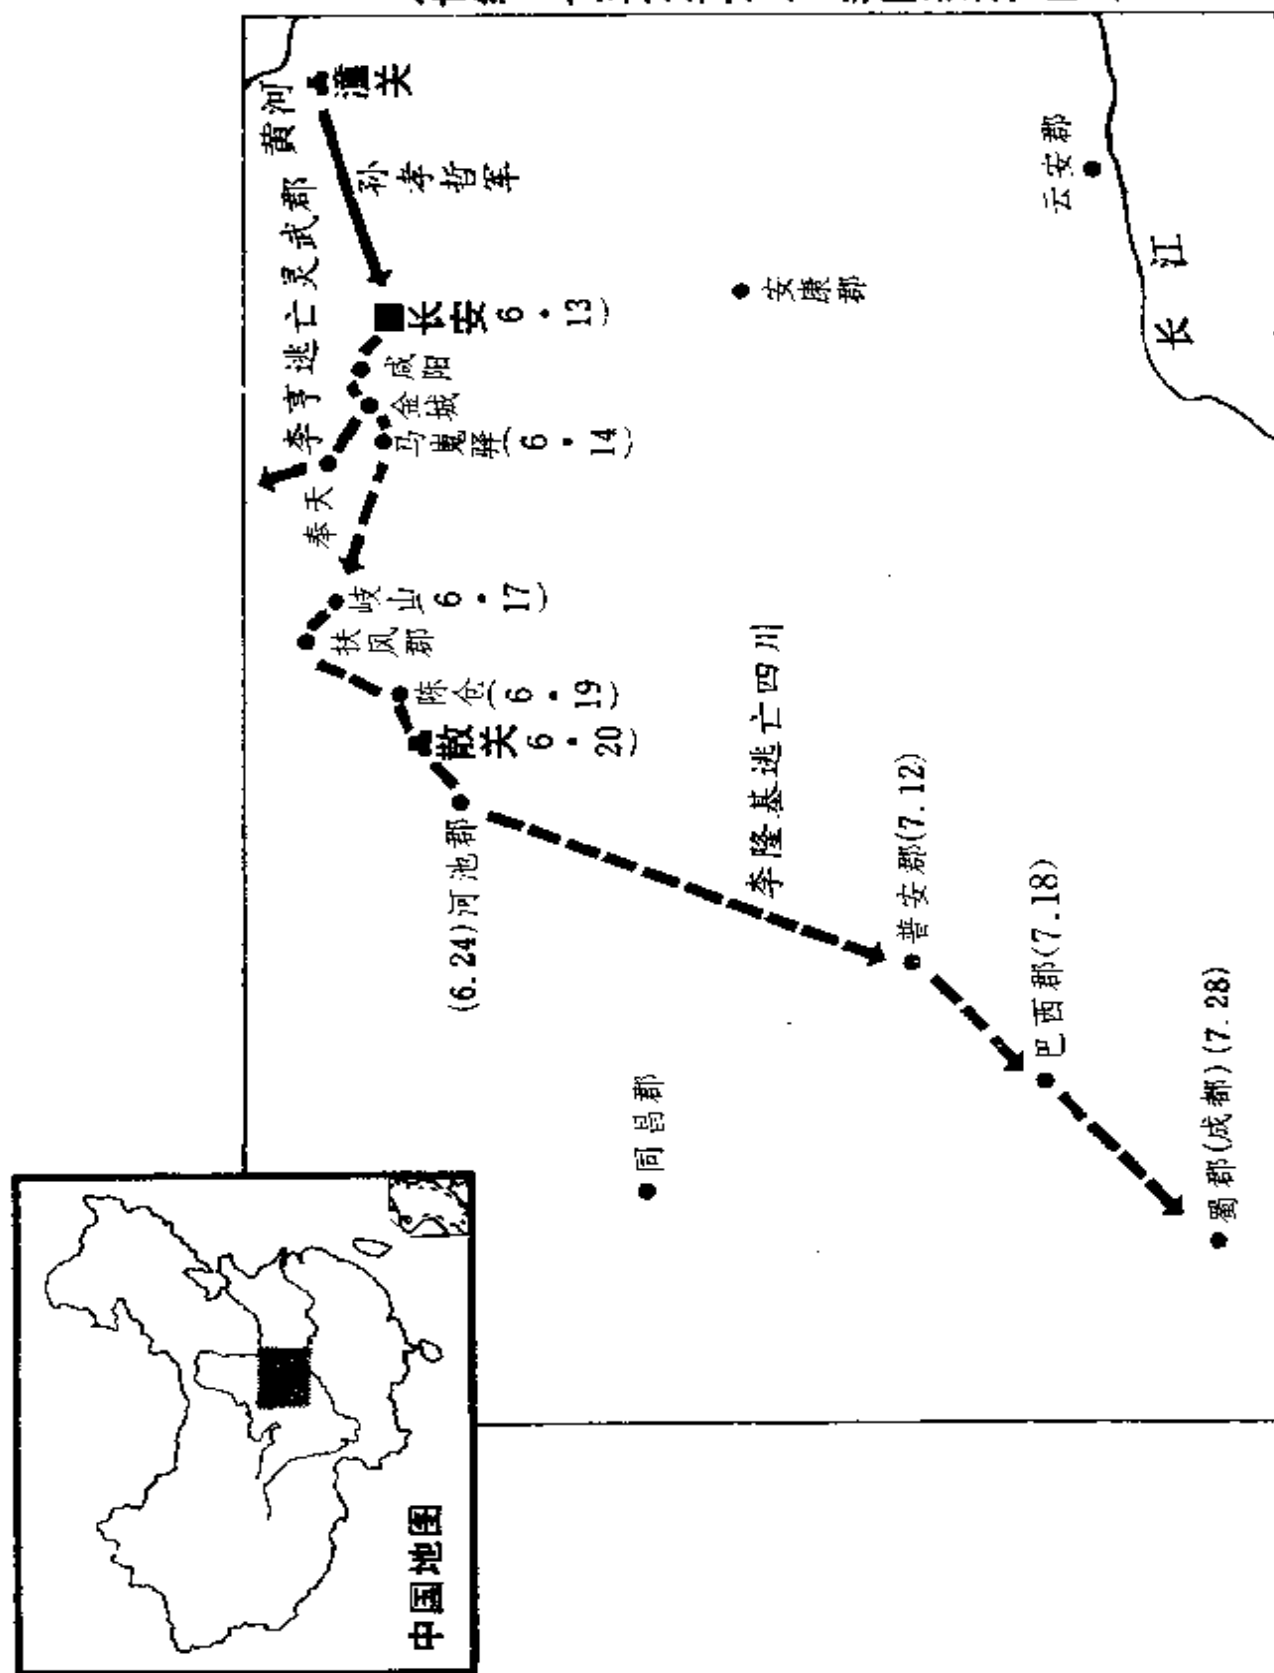 黄河
潼关
孙孝哲军
李亨逃亡灵武郡
长安6·13)
咸阳
金城
马嵬驿(6·14)
奉天
岐山6·17)
扶风郡
陈仓(6·19)
散关6·20)
(6.24)河池郡
李隆基逃亡四川
普安郡(7.12)
巴西郡(7.18)
蜀郡(成都)(7.28)
同昌郡
安康郡
云安郡
长江
中国地图